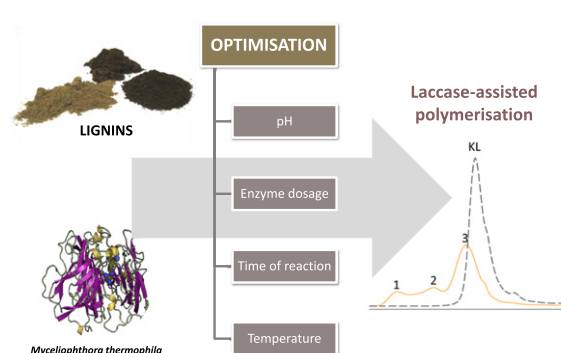 OPTIMISATION
LIGNINS
pH
Enzyme dosage
Time of reaction
Temperature
Myceliophthora thermophila
Laccase-assisted
polymerisation
KL
1
2
3